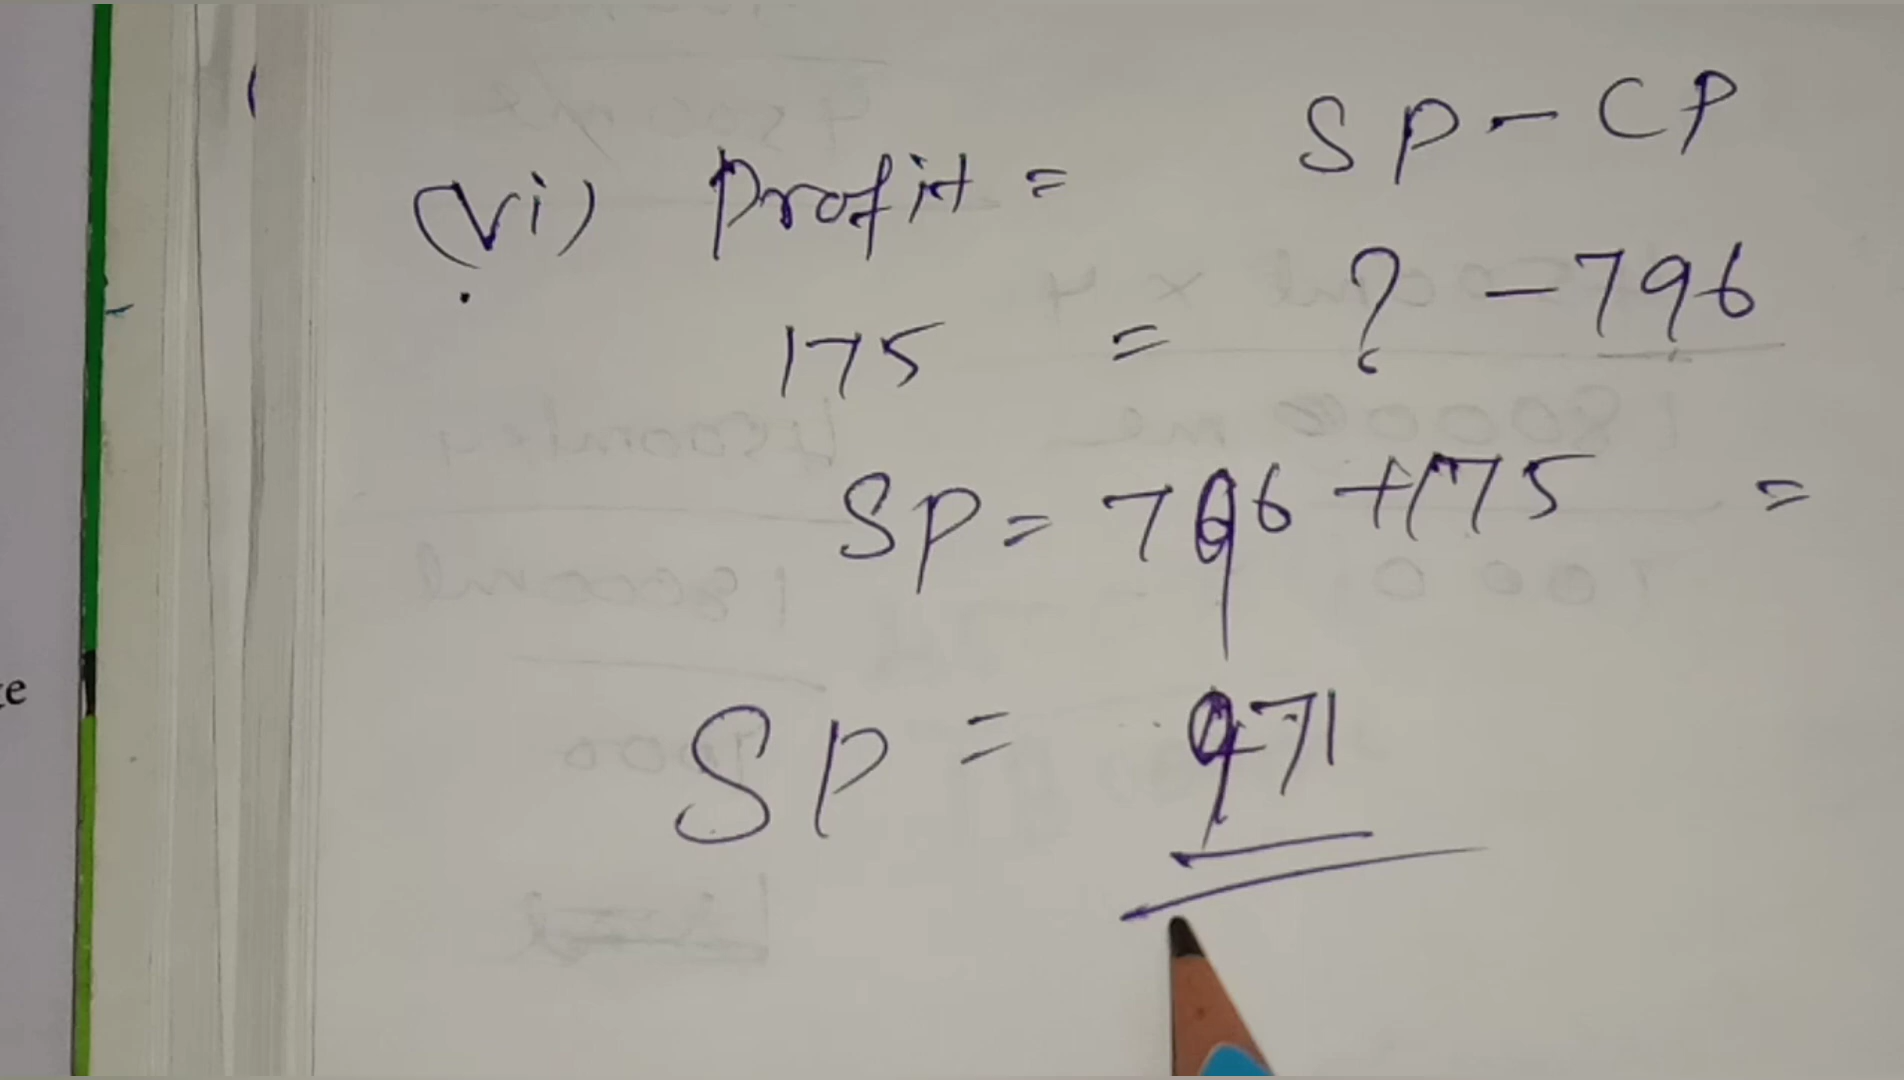 (vi) Profit = SP - CP
175 = ? - 796
SP = 796 + 175 =
SP = 971